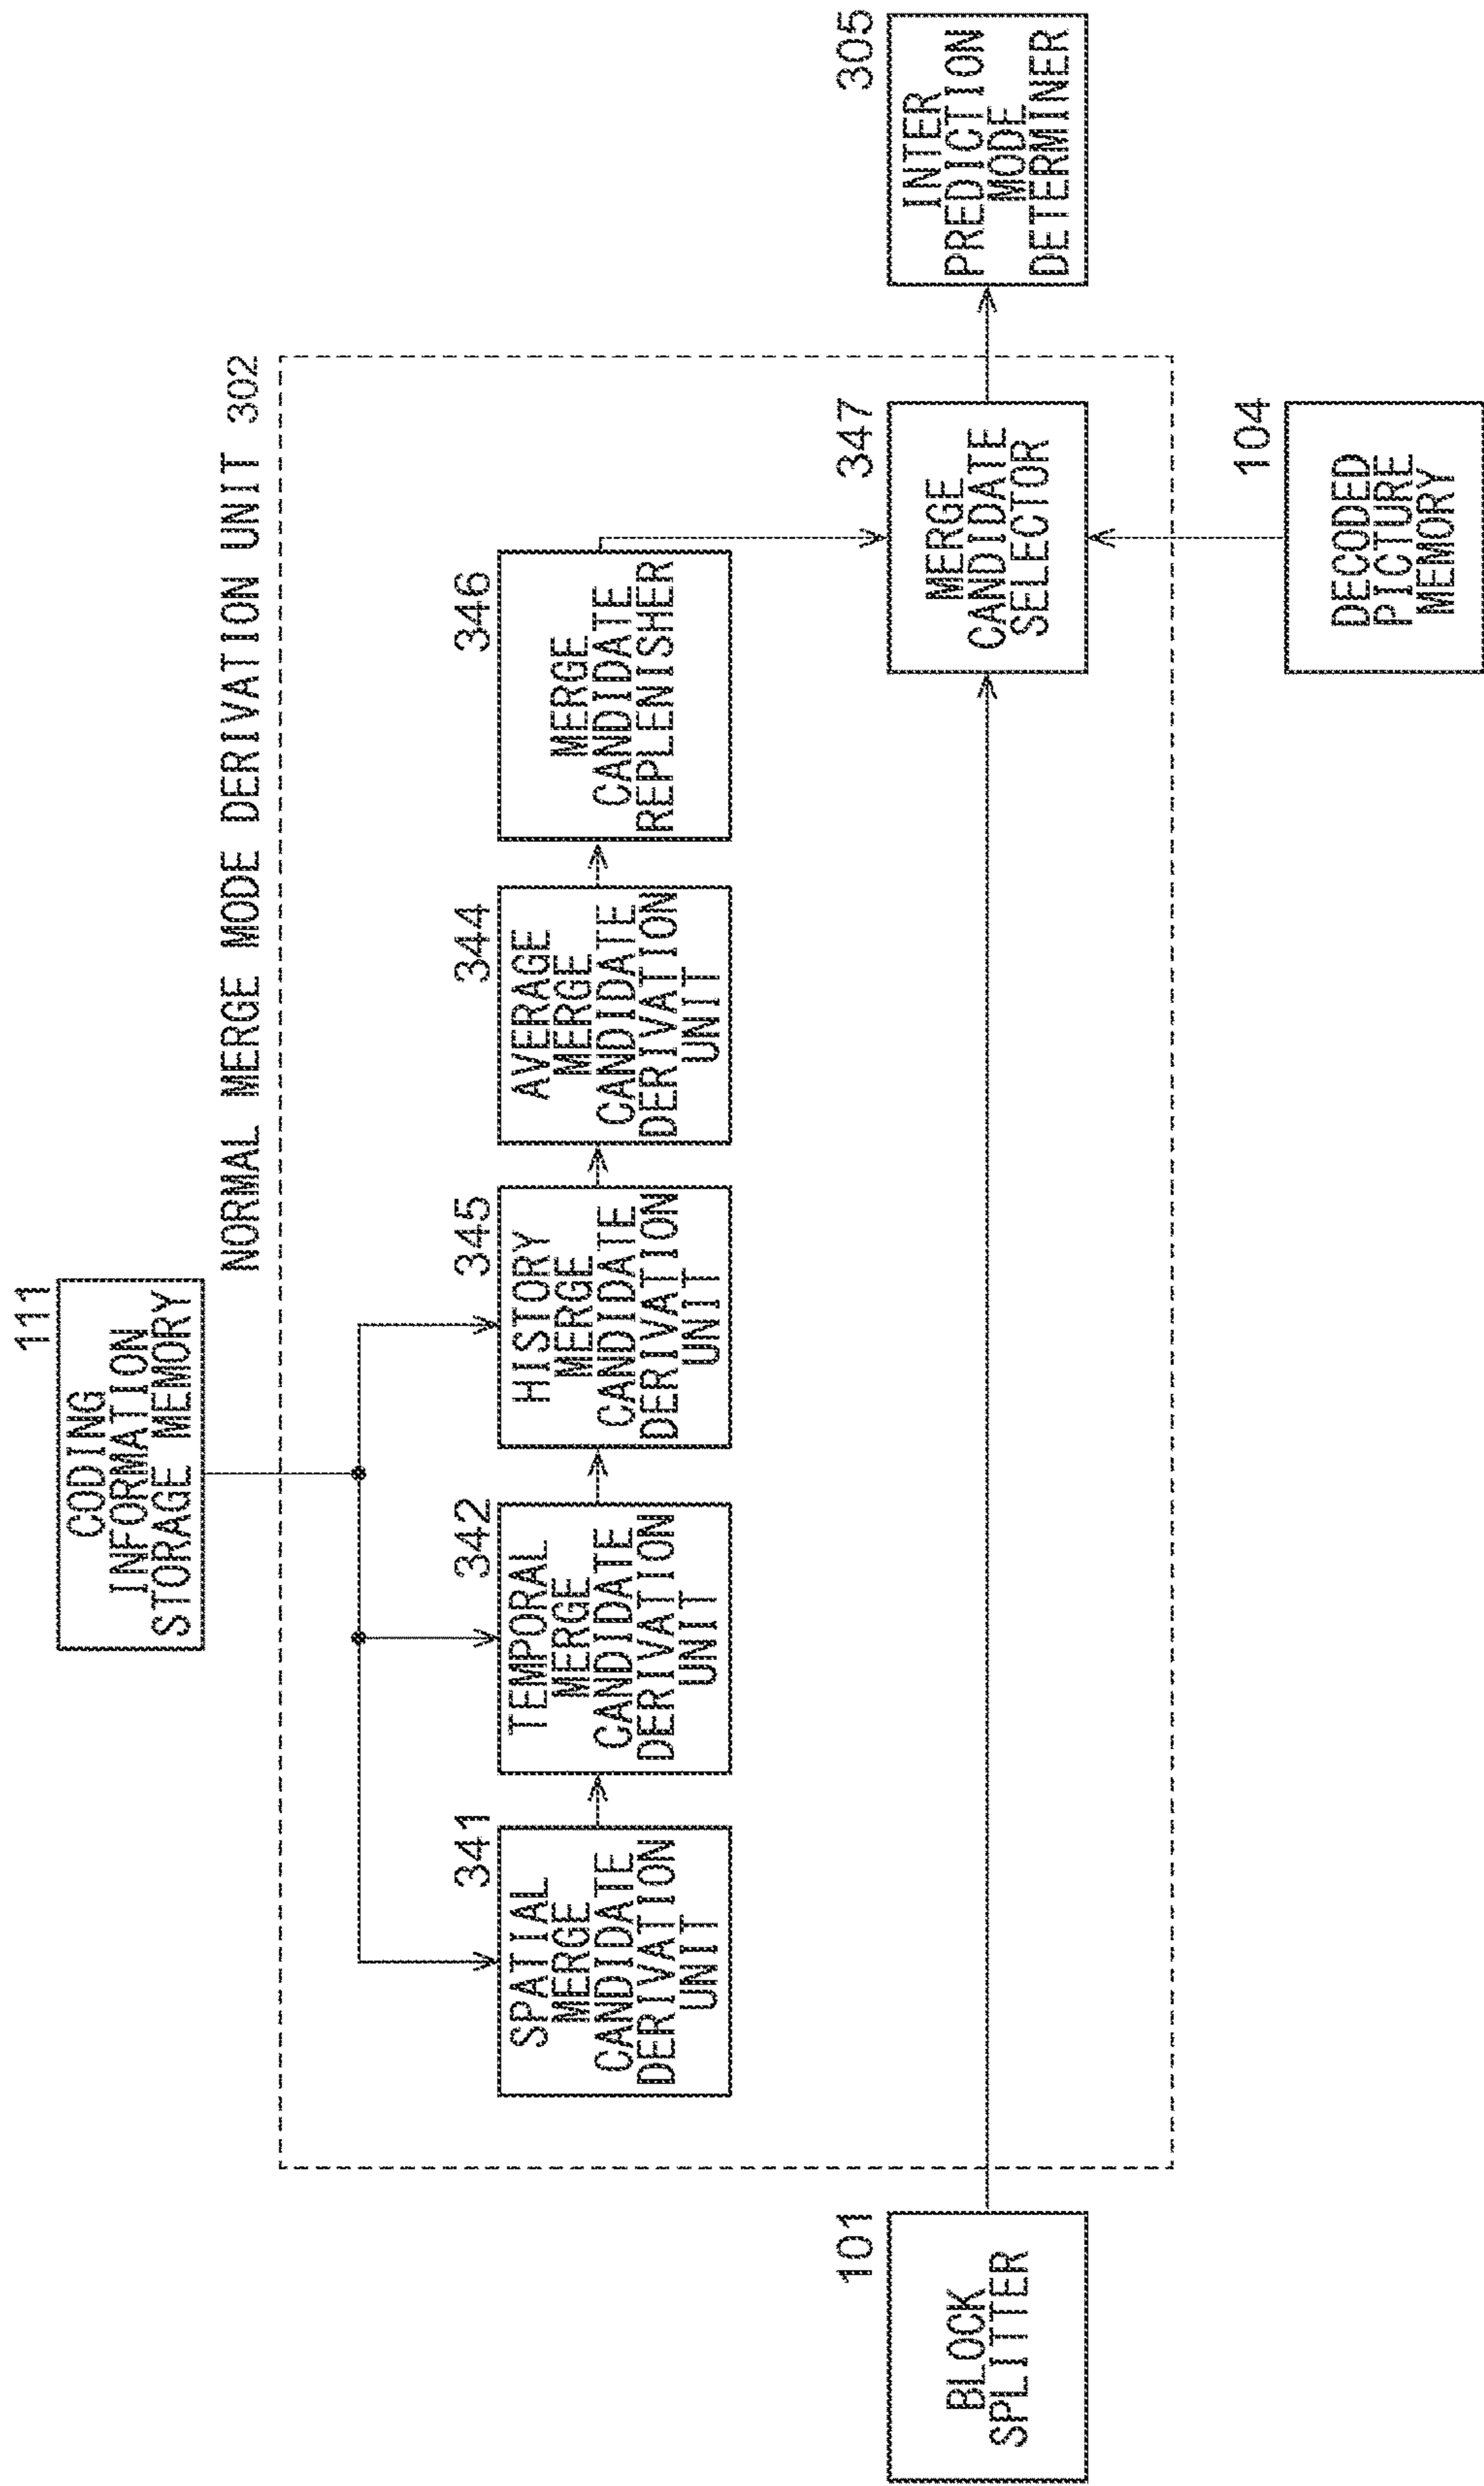 111
CODING
INFORMATION
STORAGE MEMORY
NORMAL MERGE MODE DERIVATION UNIT 302
341
SPATIAL
MERGE
CANDIDATE
DERIVATION
UNIT
342
TEMPORAL
MERGE
CANDIDATE
DERIVATION
UNIT
345
HISTORY
MERGE
CANDIDATE
DERIVATION
UNIT
344
AVERAGE
MERGE
CANDIDATE
DERIVATION
UNIT
346
MERGE
CANDIDATE
REPLENISHER
101
BLOCK
SPLITTER
347
MERGE
CANDIDATE
SELECTOR
305
INTER
PREDICTION
MODE
DETERMINER
104
DECODED
PICTURE
MEMORY